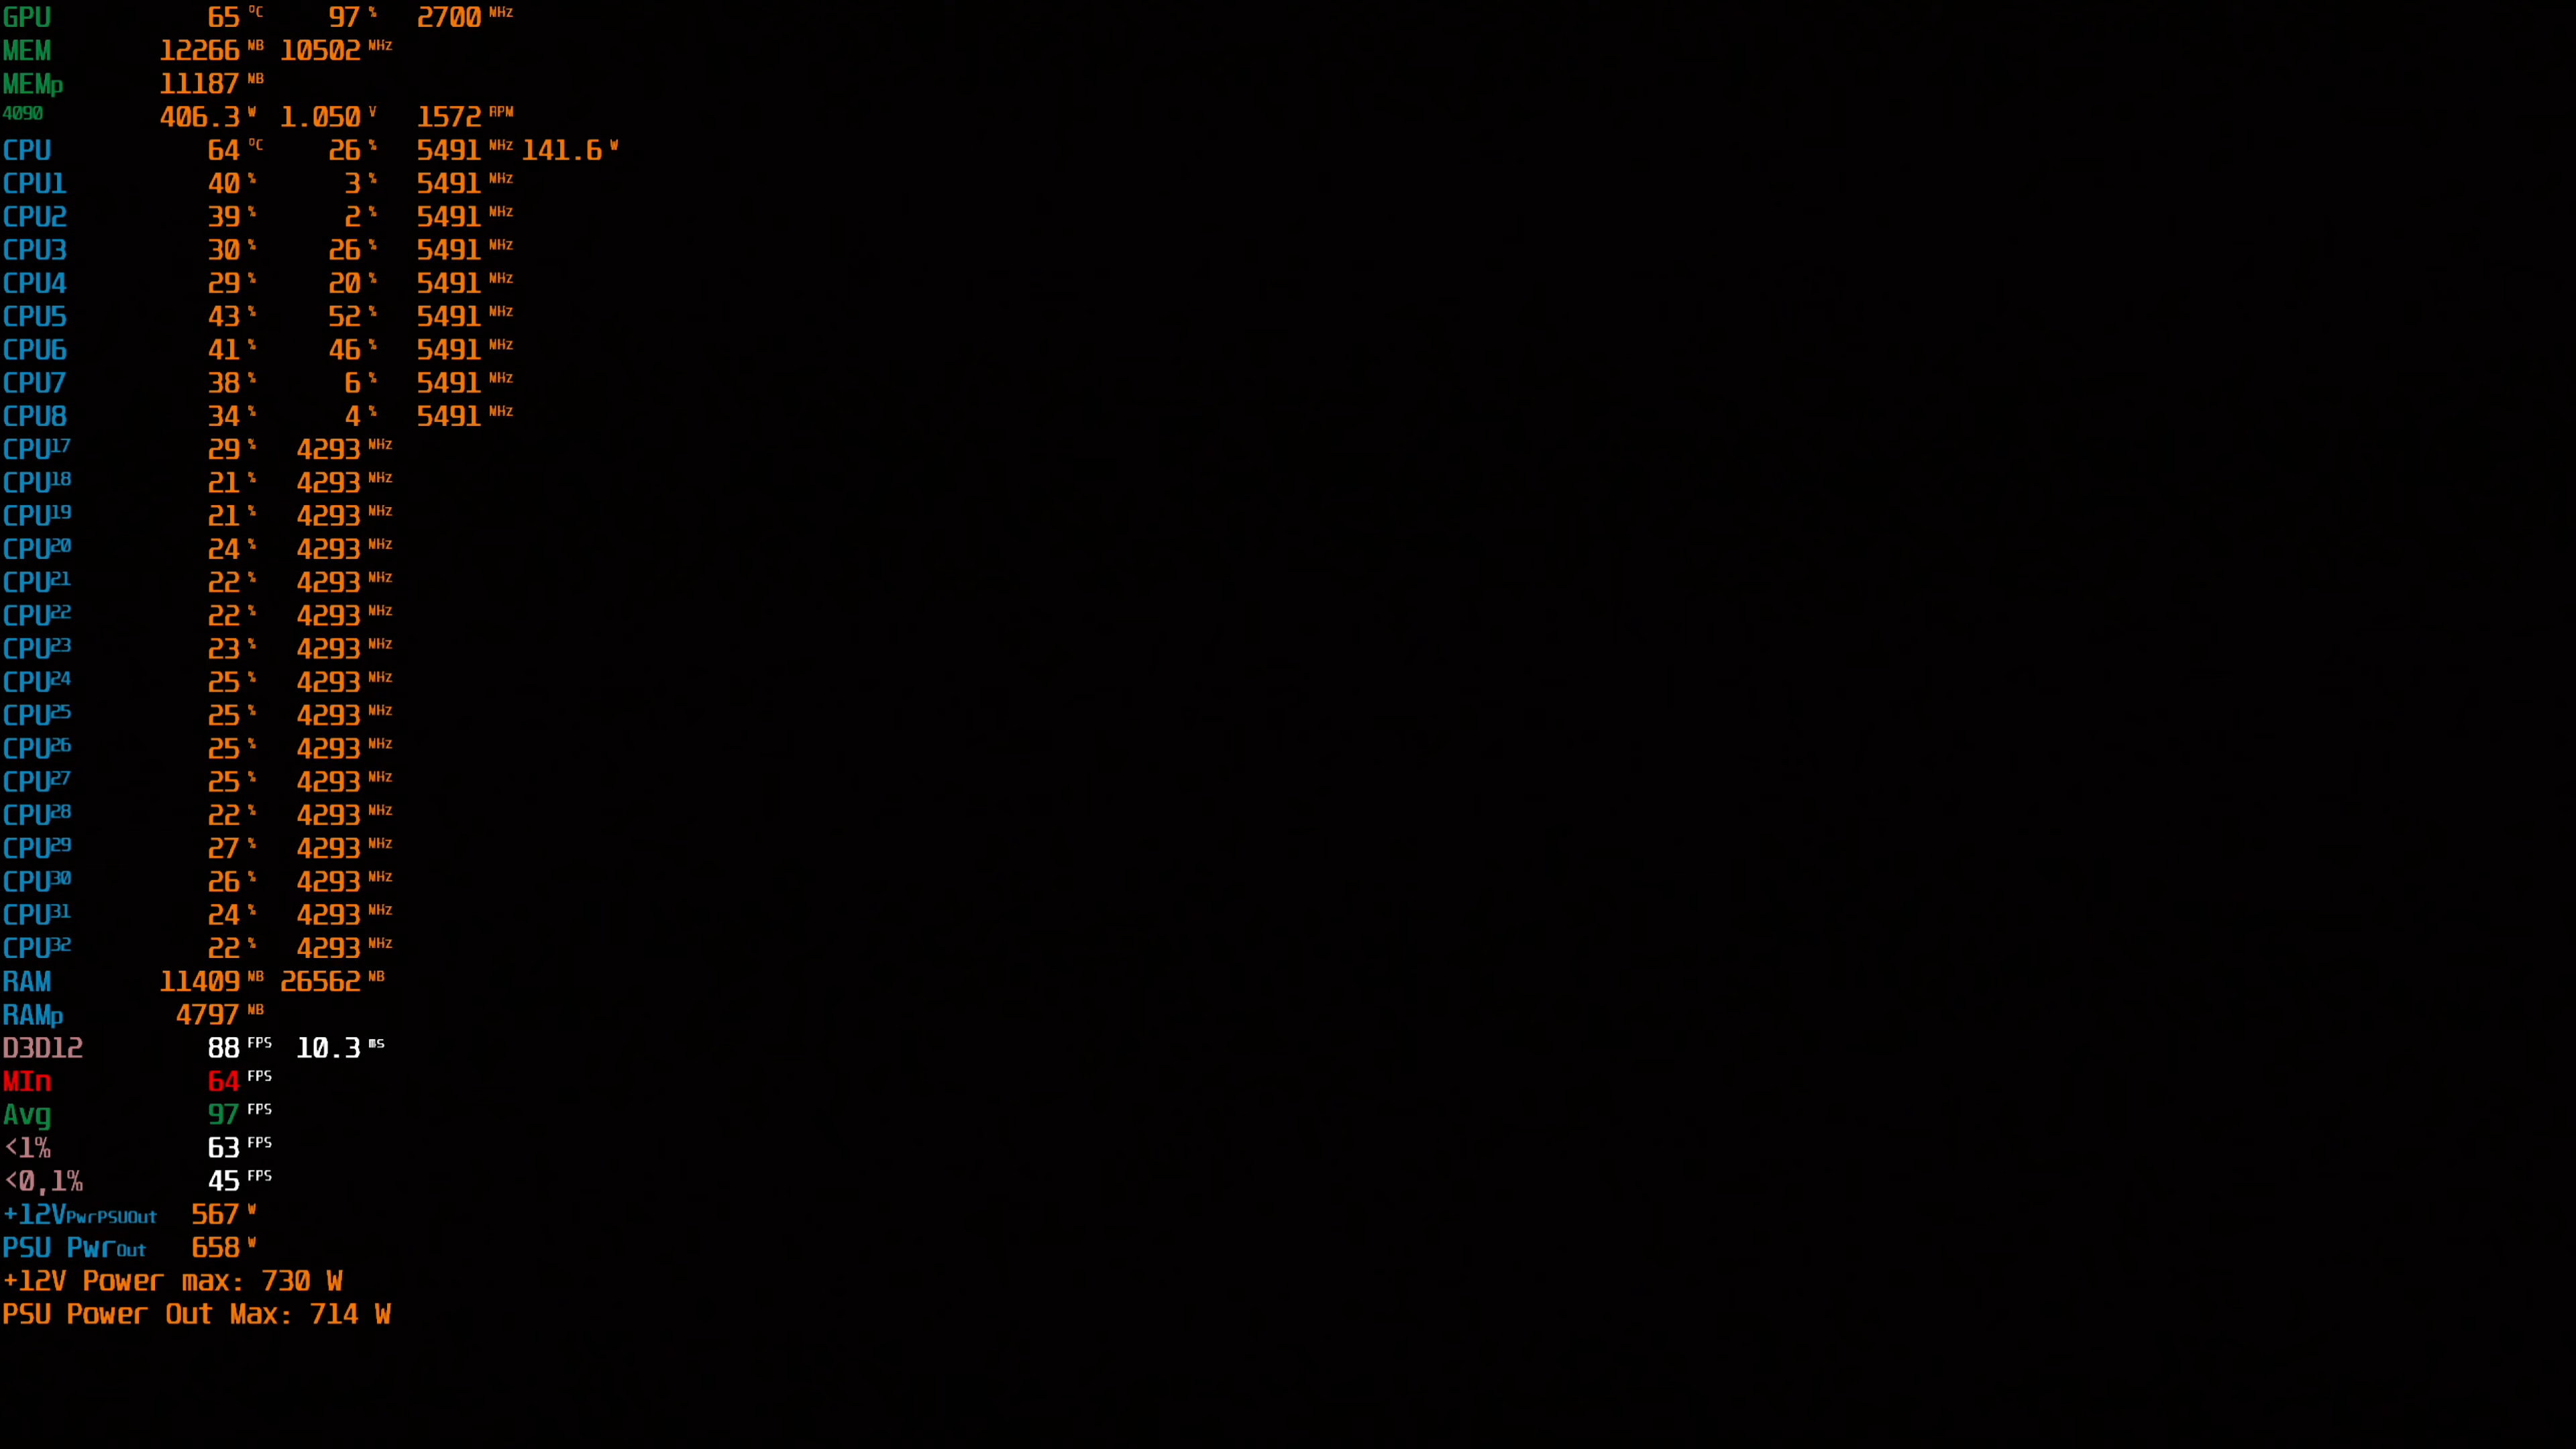 GPU 65 °C 97 % 2700 MHz
MEM 12266 MB 10502 MHz
MEMp 11187 MB
4090 406.3 W 1.050 V 1572 RPM
CPU 64 °C 26 % 5491 MHz 141.6 W
CPU1 40 % 3 % 5491 MHz
CPU2 39 % 2 % 5491 MHz
CPU3 30 % 26 % 5491 MHz
CPU4 29 % 20 % 5491 MHz
CPU5 43 % 52 % 5491 MHz
CPU6 41 % 46 % 5491 MHz
CPU7 38 % 6 % 5491 MHz
CPU8 34 % 4 % 5491 MHz
CPU17 29 % 4293 MHz
CPU18 21 % 4293 MHz
CPU19 21 % 4293 MHz
CPU20 24 % 4293 MHz
CPU21 22 % 4293 MHz
CPU22 22 % 4293 MHz
CPU23 23 % 4293 MHz
CPU24 25 % 4293 MHz
CPU25 25 % 4293 MHz
CPU26 25 % 4293 MHz
CPU27 25 % 4293 MHz
CPU28 22 % 4293 MHz
CPU29 27 % 4293 MHz
CPU30 26 % 4293 MHz
CPU31 24 % 4293 MHz
CPU32 22 % 4293 MHz
RAM 11409 MB 26562 MB
RAMp 4797 MB
D3D12 88 FPS 10.3 ms
MIn 64 FPS
Avg 97 FPS
<1% 63 FPS
<0,1% 45 FPS
+12VPwrPSUOut 567 W
PSU PwrOut 658 W
+12V Power max: 730 W
PSU Power Out Max: 714 W